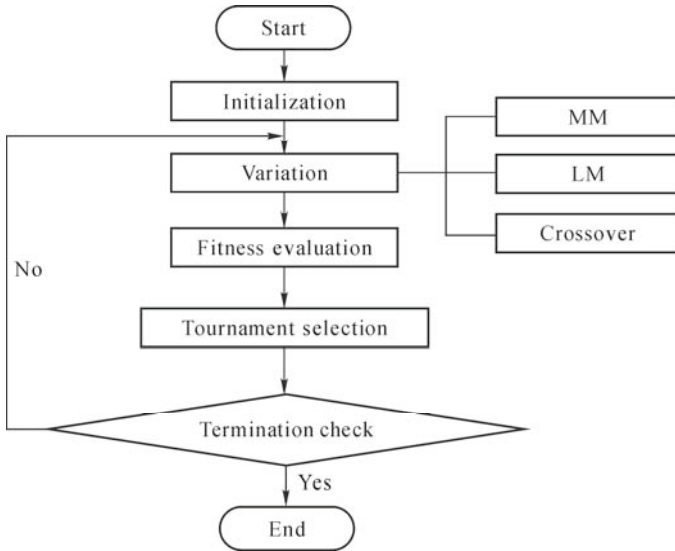 Start
Initialization
MM
Variation
LM
Crossover
Fitness evaluation
No
Tournament selection
Termination check
Yes
End